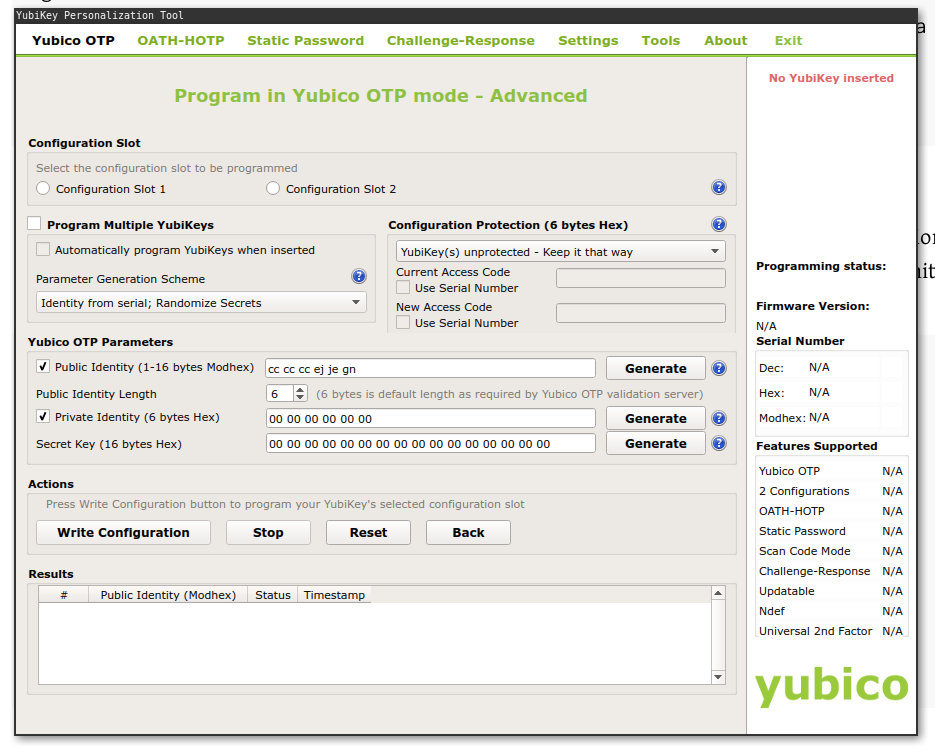 YubiKey Personalization Tool
Yubico OTP OATH-HOTP Static Password Challenge-Response Settings Tools About Exit
No YubiKey inserted
Program in Yubico OTP mode - Advanced
Configuration Slot
Select the configuration slot to be programmed
Configuration Slot 1 Configuration Slot 2
Program Multiple YubiKeys
Automatically program YubiKeys when inserted
Parameter Generation Scheme
Identity from serial; Randomize Secrets
Configuration Protection (6 bytes Hex)
YubiKey(s) unprotected - Keep it that way
Current Access Code
Use Serial Number
New Access Code
Use Serial Number
Yubico OTP Parameters
Public Identity (1-16 bytes Modhex) cc cc cc ej je gn Generate
Public Identity Length 6 (6 bytes is default length as required by Yubico OTP validation server)
Private Identity (6 bytes Hex) 00 00 00 00 00 00 Generate
Secret Key (16 bytes Hex) 00 00 00 00 00 00 00 00 00 00 00 00 00 00 00 00 Generate
Actions
Press Write Configuration button to program your YubiKey's selected configuration slot
Write Configuration Stop Reset Back
Results
# Public Identity (Modhex) Status Timestamp
Programming status:
Firmware Version:
N/A
Serial Number
Dec: N/A
Hex: N/A
Modhex: N/A
Features Supported
Yubico OTP N/A
2 Configurations N/A
OATH-HOTP N/A
Static Password N/A
Scan Code Mode N/A
Challenge-Response N/A
Updatable N/A
Ndef N/A
Universal 2nd Factor N/A
yubico